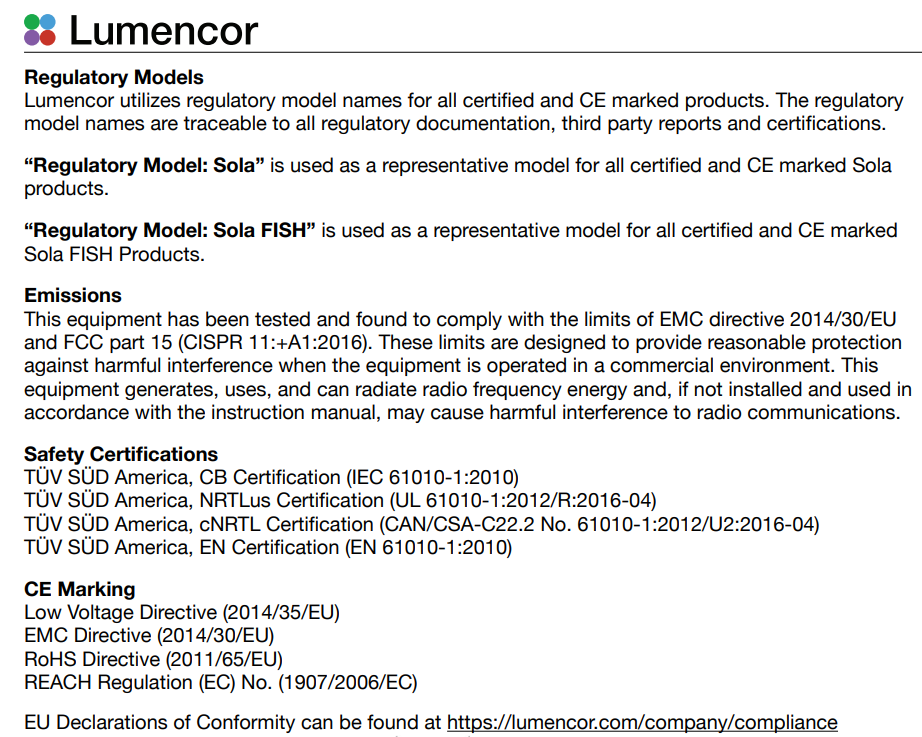 Lumencor
Regulatory Models
Lumencor utilizes regulatory model names for all certified and CE marked products. The regulatory
model names are traceable to all regulatory documentation, third party reports and certifications.
“Regulatory Model: Sola” is used as a representative model for all certified and CE marked Sola
products.
“Regulatory Model: Sola FISH” is used as a representative model for all certified and CE marked
Sola FISH Products.
Emissions
This equipment has been tested and found to comply with the limits of EMC directive 2014/30/EU
and FCC part 15 (CISPR 11:+A1:2016). These limits are designed to provide reasonable protection
against harmful interference when the equipment is operated in a commercial environment. This
equipment generates, uses, and can radiate radio frequency energy and, if not installed and used in
accordance with the instruction manual, may cause harmful interference to radio communications.
Safety Certifications
TÜV SÜD America, CB Certification (IEC 61010-1:2010)
TÜV SÜD America, NRTLus Certification (UL 61010-1:2012/R:2016-04)
TÜV SÜD America, cNRTL Certification (CAN/CSA-C22.2 No. 61010-1:2012/U2:2016-04)
TÜV SÜD America, EN Certification (EN 61010-1:2010)
CE Marking
Low Voltage Directive (2014/35/EU)
EMC Directive (2014/30/EU)
RoHS Directive (2011/65/EU)
REACH Regulation (EC) No. (1907/2006/EC)
EU Declarations of Conformity can be found at https://lumencor.com/company/compliance